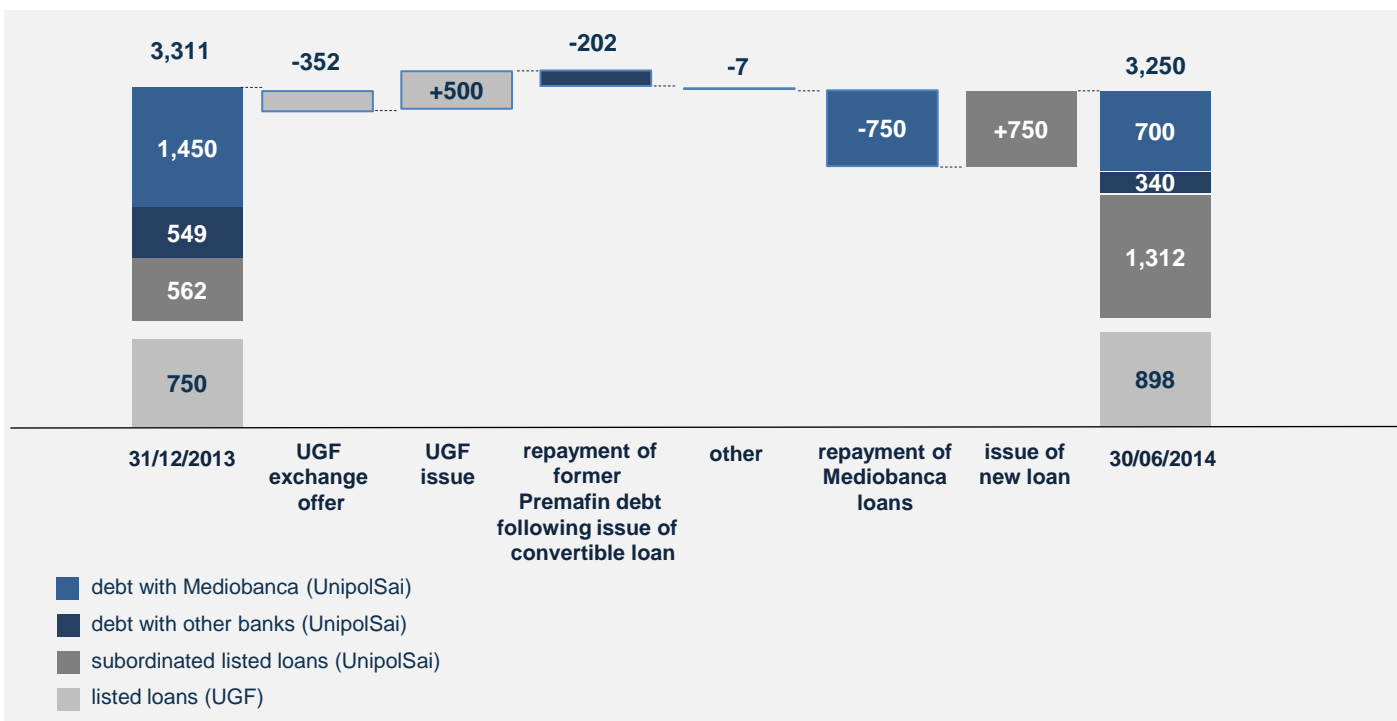 3,311
-352
+500
-202
-7
-750
+750
3,250
1,450
549
562
750
700
340
1,312
898
31/12/2013
UGF
exchange
offer
UGF
issue
repayment of
former
Premafin debt
following issue of
convertible loan
other
repayment of
Mediobanca
loans
issue of
new loan
30/06/2014
debt with Mediobanca (UnipolSai)
debt with other banks (UnipolSai)
subordinated listed loans (UnipolSai)
listed loans (UGF)